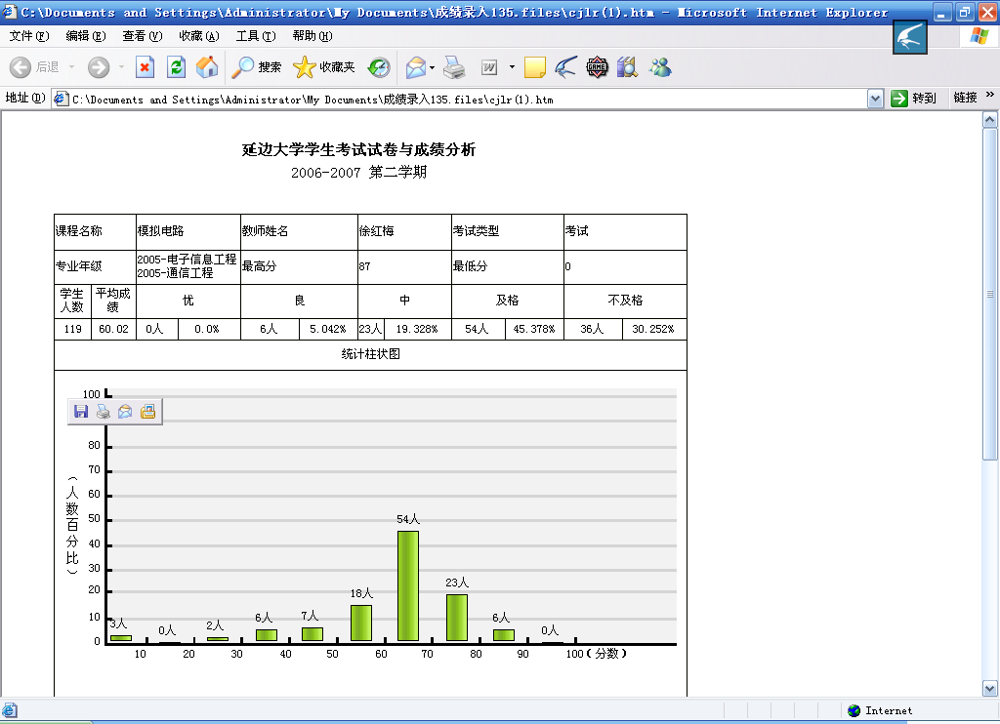 C:\Documents and Settings\Administrator\My Documents\成绩录入135.files\cjlr(1).htm - Microsoft Internet Explorer
文件(F) 编辑(E) 查看(V) 收藏(A) 工具(T) 帮助(H)
后退 搜索 收藏夹
地址(D) C:\Documents and Settings\Administrator\My Documents\成绩录入135.files\cjlr(1).htm 转到 链接 »
延边大学学生考试试卷与成绩分析
2006-2007 第二学期
课程名称 模拟电路 教师姓名 徐红梅 考试类型 考试
专业年级 2005-电子信息工程 最高分 87 最低分 0
2005-通信工程
学生人数 平均成绩 优 良 中 及格 不及格
119 60.02 0人 0.0% 6人 5.042% 23人 19.328% 54人 45.378% 36人 30.252%
统计柱状图
100
80
70
60
50
40
30
20
10
0
(人数百分比)
3人 0人 2人 6人 7人 18人 54人 23人 6人 0人
10 20 30 40 50 60 70 80 90 100(分数)
Internet